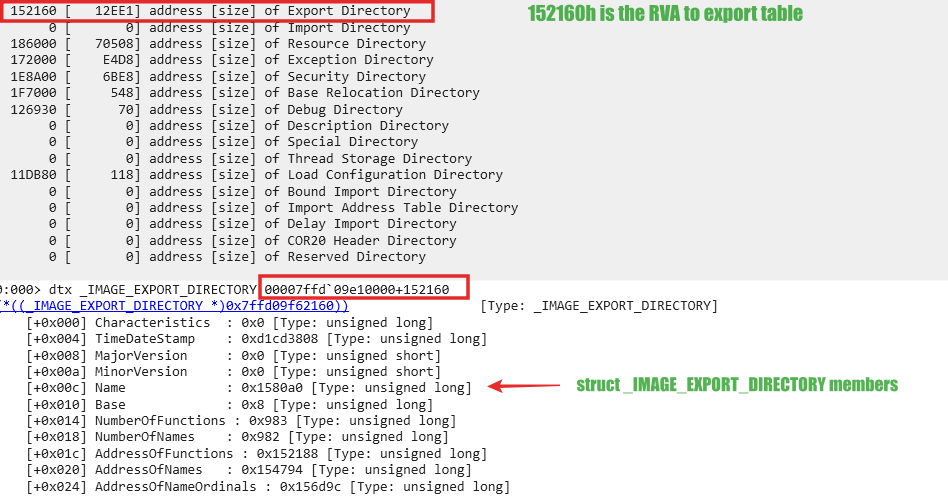 152160 [   12EE1] address [size] of Export Directory
152160h is the RVA to export table
0 [       0] address [size] of Import Directory
186000 [   70508] address [size] of Resource Directory
172000 [    E4D8] address [size] of Exception Directory
1E8A00 [    6BE8] address [size] of Security Directory
1F7000 [     548] address [size] of Base Relocation Directory
126930 [      70] address [size] of Debug Directory
0 [       0] address [size] of Description Directory
0 [       0] address [size] of Special Directory
0 [       0] address [size] of Thread Storage Directory
11DB80 [     118] address [size] of Load Configuration Directory
0 [       0] address [size] of Bound Import Directory
0 [       0] address [size] of Import Address Table Directory
0 [       0] address [size] of Delay Import Directory
0 [       0] address [size] of COR20 Header Directory
0 [       0] address [size] of Reserved Directory
0:000> dtx _IMAGE_EXPORT_DIRECTORY 00007ffd`09e10000+152160
(*((_IMAGE_EXPORT_DIRECTORY *)0x7ffd09f62160)) [Type: _IMAGE_EXPORT_DIRECTORY]
[+0x000] Characteristics  : 0x0 [Type: unsigned long]
[+0x004] TimeDateStamp    : 0xd1cd3808 [Type: unsigned long]
[+0x008] MajorVersion     : 0x0 [Type: unsigned short]
[+0x00a] MinorVersion     : 0x0 [Type: unsigned short]
[+0x00c] Name             : 0x1580a0 [Type: unsigned long]
struct _IMAGE_EXPORT_DIRECTORY members
[+0x010] Base             : 0x8 [Type: unsigned long]
[+0x014] NumberOfFunctions : 0x983 [Type: unsigned long]
[+0x018] NumberOfNames    : 0x982 [Type: unsigned long]
[+0x01c] AddressOfFunctions : 0x152188 [Type: unsigned long]
[+0x020] AddressOfNames   : 0x154794 [Type: unsigned long]
[+0x024] AddressOfNameOrdinals : 0x156d9c [Type: unsigned long]